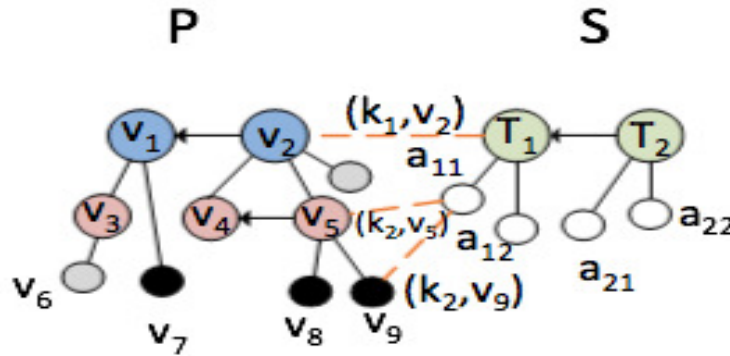 P S
(k₁,v₂)
v₁ v₂ T₁ T₂
a₁₁
v₃ v₄ v₅ (k₂,v₅) a₁₂ a₂₂
a₂₁
v₆ (k₂,v₉)
v₇ v₈ v₉